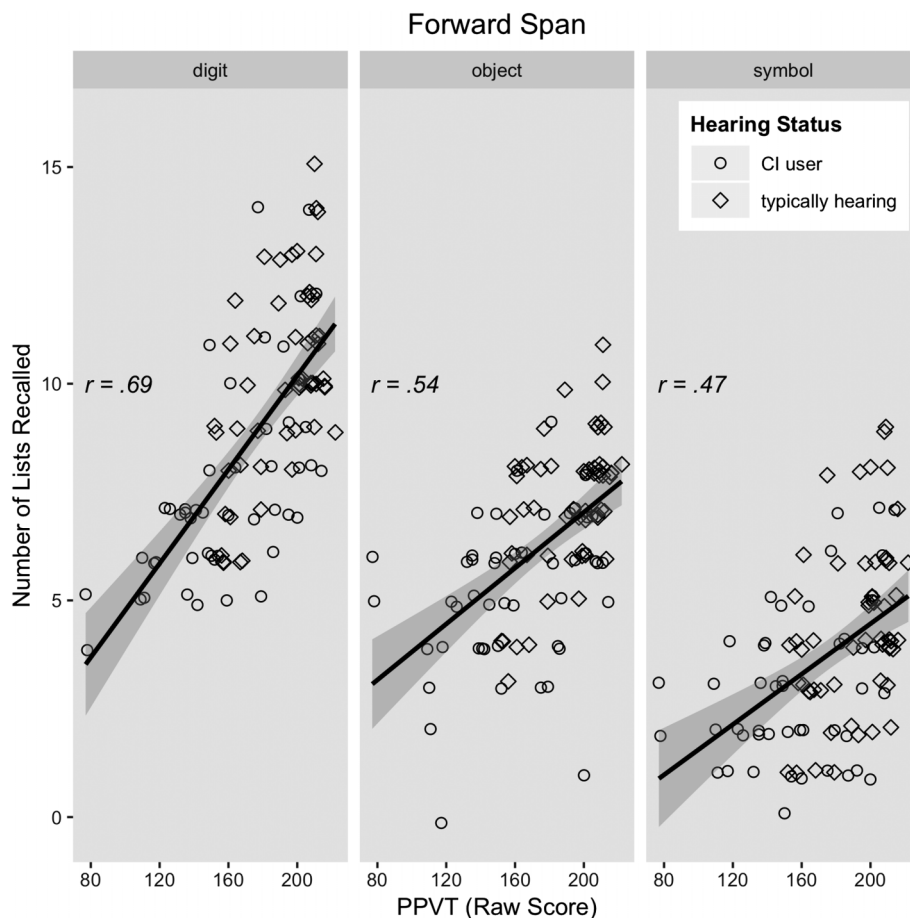 Forward Span
digit
object
symbol
Hearing Status
CI user
typically hearing
15
10
5
0
r = .69
r = .54
r = .47
Number of Lists Recalled
80 120 160 200
80 120 160 200
80 120 160 200
PPVT (Raw Score)